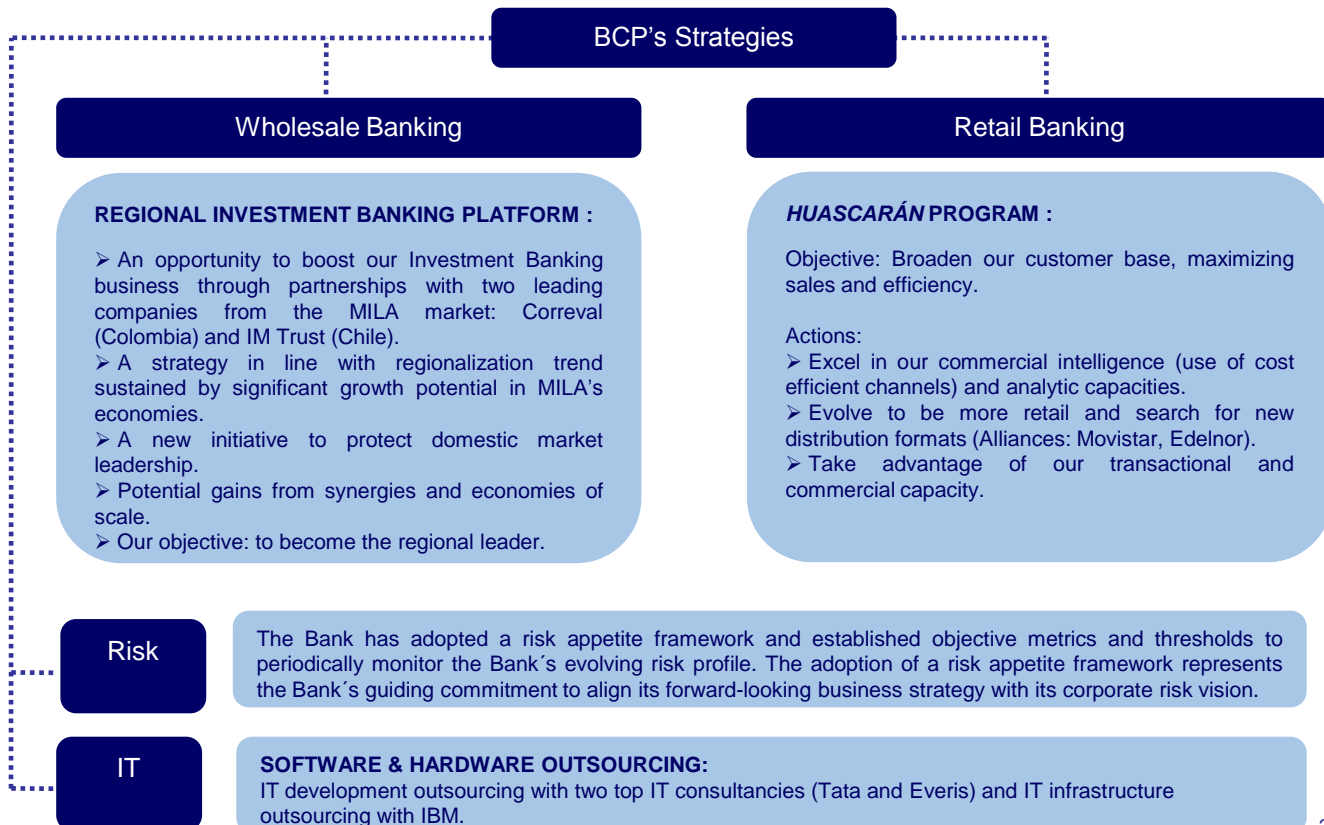 BCP's Strategies
Wholesale Banking
Retail Banking
REGIONAL INVESTMENT BANKING PLATFORM :
➢ An opportunity to boost our Investment Banking
business through partnerships with two leading
companies from the MILA market: Correval
(Colombia) and IM Trust (Chile).
➢ A strategy in line with regionalization trend
sustained by significant growth potential in MILA's
economies.
➢ A new initiative to protect domestic market
leadership.
➢ Potential gains from synergies and economies of
scale.
➢ Our objective: to become the regional leader.
HUASCARÁN PROGRAM :
Objective: Broaden our customer base, maximizing
sales and efficiency.
Actions:
➢ Excel in our commercial intelligence (use of cost
efficient channels) and analytic capacities.
➢ Evolve to be more retail and search for new
distribution formats (Alliances: Movistar, Edelnor).
➢ Take advantage of our transactional and
commercial capacity.
Risk
The Bank has adopted a risk appetite framework and established objective metrics and thresholds to
periodically monitor the Bank´s evolving risk profile. The adoption of a risk appetite framework represents
the Bank´s guiding commitment to align its forward-looking business strategy with its corporate risk vision.
IT
SOFTWARE & HARDWARE OUTSOURCING:
IT development outsourcing with two top IT consultancies (Tata and Everis) and IT infrastructure
outsourcing with IBM.